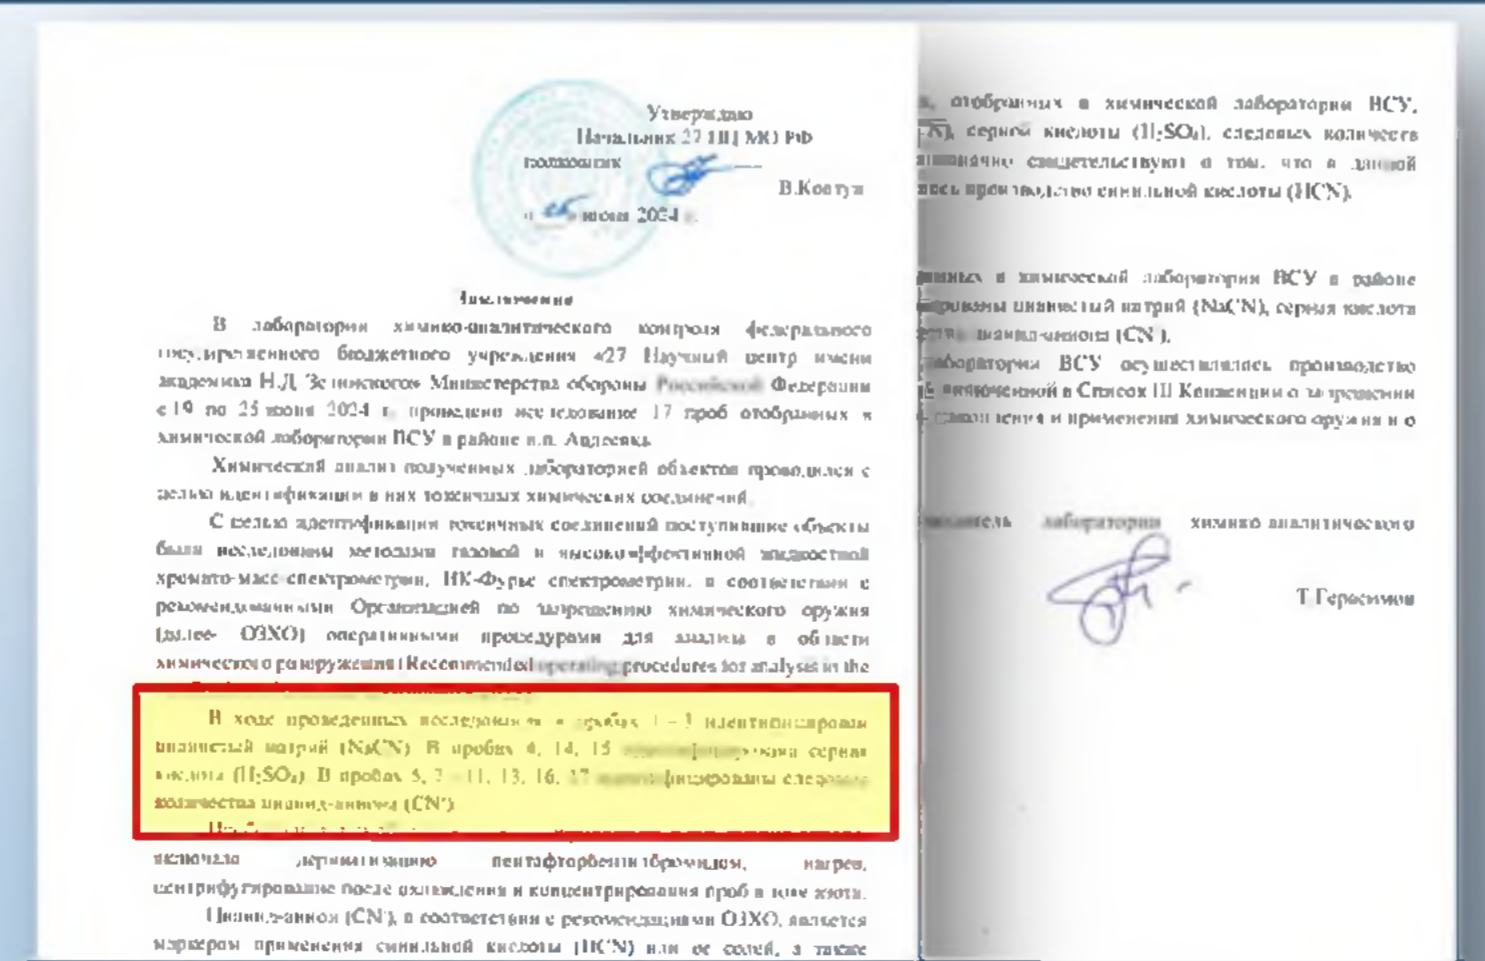 Утверждаю
Начальник 27 НЦ МО РФ
полковник
В.Ковтун
июня 2024 г.
Заключение
В лаборатории химико-аналитического контроля федерального
государственного бюджетного учреждения «27 Научный центр имени
академика Н.Д. Зелинского» Министерства обороны Российской Федерации
с 19 по 25 июня 2024 г. проведено исследование 17 проб отобранных в
химической лаборатории ВСУ в районе н.п. Авдеевка.
Химический анализ полученных лабораторией объектов проводился с
целью идентификации в них токсичных химических соединений.
С целью идентификации токсичных соединений поступившие объекты
были исследованы методами газовой и высокоэффективной жидкостной
хромато-масс-спектрометрии, ИК-Фурье спектрометрии, в соответствии с
рекомендованными Организацией по запрещению химического оружия
(далее- ОЗХО) оперативными процедурами для анализа в области
химического разоружения (Recommended operating procedures for analysis in the
В ходе проведенных исследований в пробах 1 – 3 идентифицирован
цианистый натрий (NaCN). В пробах 4, 14, 15 идентифицирована серная
кислота (H₂SO₄). В пробах 5, 7 – 11, 13, 16, 17 идентифицированы следовые
количества цианид-аниона (CN⁻)
включала дериматизацию пентафторбензилбромидом, нагрев,
центрифугирование после охлаждения и концентрирования проб в токе азота.
Цианид-анион (CN⁻), в соответствии с рекомендациями ОЗХО, является
маркером применения синильной кислоты (HCN) или ее солей, а также
отобранных в химической лаборатории ВСУ,
серной кислоты (H₂SO₄), следовых количеств
свидетельствуют о том, что в данной
производство синильной кислоты (HCN).
в химической лаборатории ВСУ в районе
цианистый натрий (NaCN), серная кислота
цианид-аниона (CN⁻).
лаборатории ВСУ осуществлялось производство
включенной в Список III Конвенции о запрещении
накопления и применения химического оружия и о
лаборатории химико аналитического
Т.Герасимов